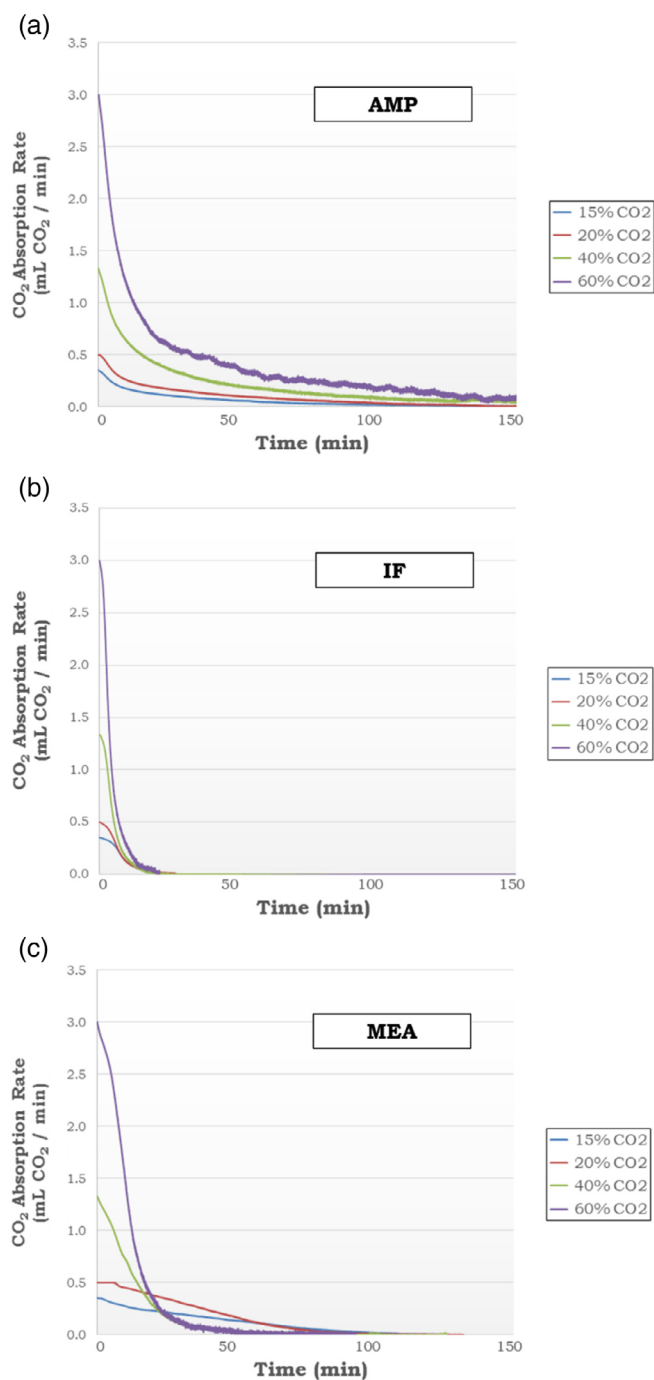 (a)
3.5
3.0
2.5
2.0
1.5
1.0
0.5
0.0
CO₂ Absorption Rate
(mL CO₂ / min)
AMP
15% CO2
20% CO2
40% CO2
60% CO2
0 50 100 150
Time (min)
(b)
3.5
3.0
2.5
2.0
1.5
1.0
0.5
0.0
CO₂ Absorption Rate
(mL CO₂ / min)
IF
15% CO2
20% CO2
40% CO2
60% CO2
0 50 100 150
Time (min)
(c)
3.5
3.0
2.5
2.0
1.5
1.0
0.5
0.0
CO₂ Absorption Rate
(mL CO₂ / min)
MEA
15% CO2
20% CO2
40% CO2
60% CO2
0 50 100 150
Time (min)